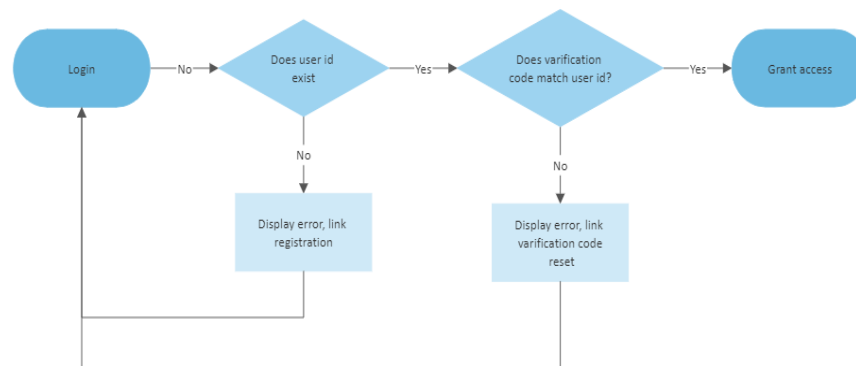 Does user id
exist
Does varification
code match user id?
Login
No
Yes
Yes
Grant access
No
No
Display error, link
registration
Display error, link
varification code
reset